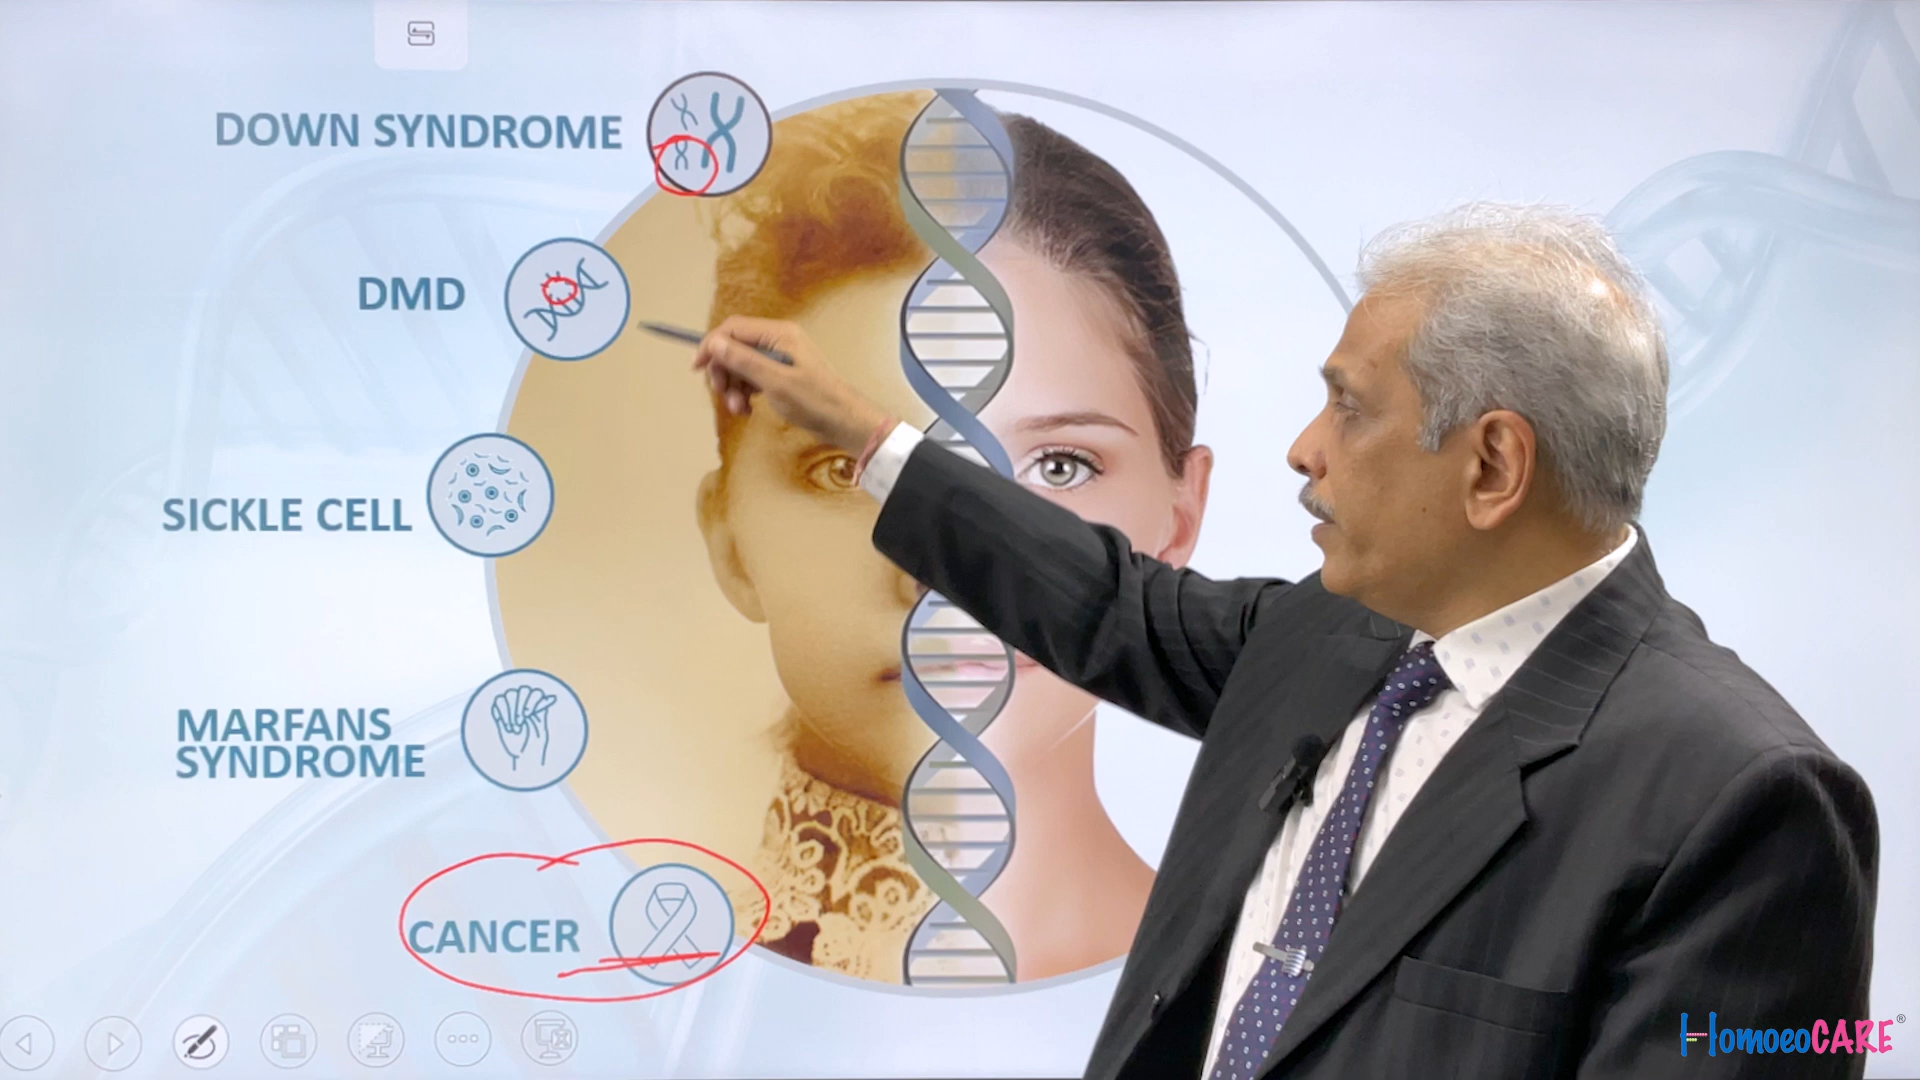 DOWN SYNDROME
DMD
SICKLE CELL
MARFANS
SYNDROME
CANCER
HomoeoCARE®